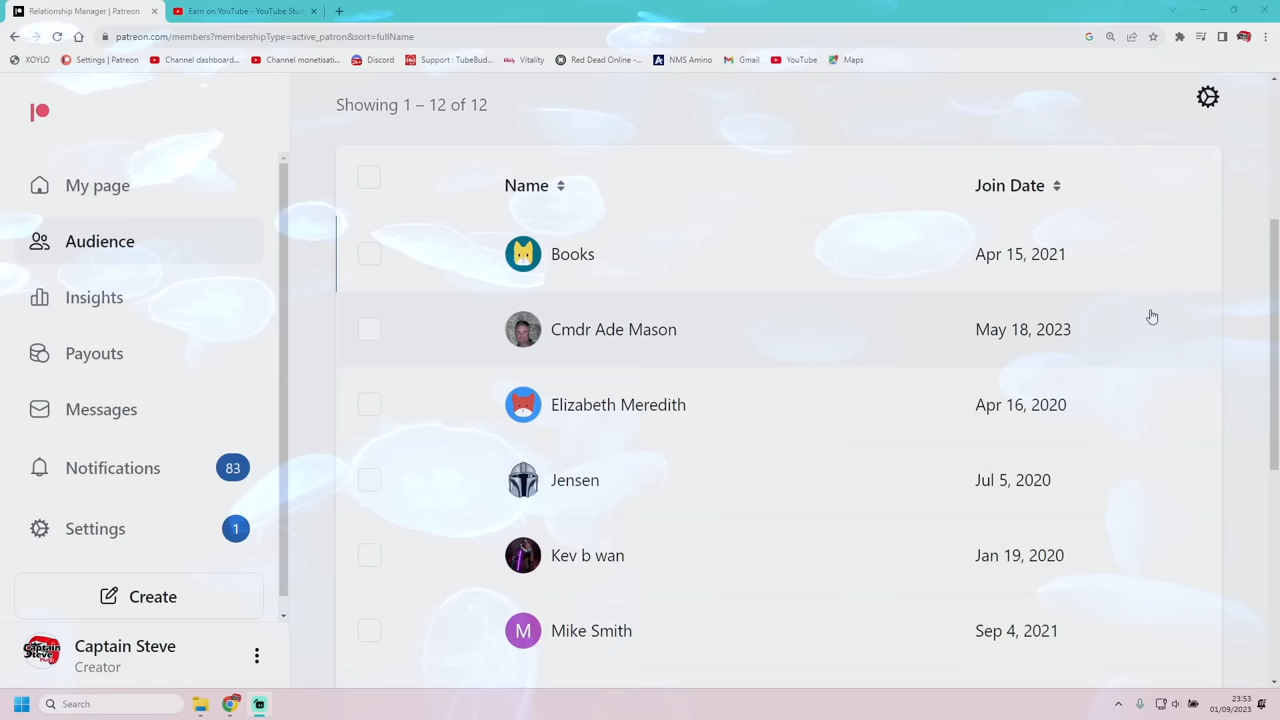 Relationship Manager | Patreon
Earn on YouTube - YouTube Stud
patreon.com/members?membershipType=active_patron&sort=fullName
XOYLO
Settings | Patreon
Channel dashboard...
Channel monetisati...
Discord
Support : TubeBud...
Vitality
Red Dead Online -...
NMS Amino
Gmail
YouTube
Maps
Showing 1 – 12 of 12
My page
Audience
Insights
Payouts
Messages
Notifications 83
Settings 1
Create
Captain Steve
Creator
Name Join Date
Books Apr 15, 2021
Cmdr Ade Mason May 18, 2023
Elizabeth Meredith Apr 16, 2020
Jensen Jul 5, 2020
Kev b wan Jan 19, 2020
M Mike Smith Sep 4, 2021
Search
23:53
01/09/2023